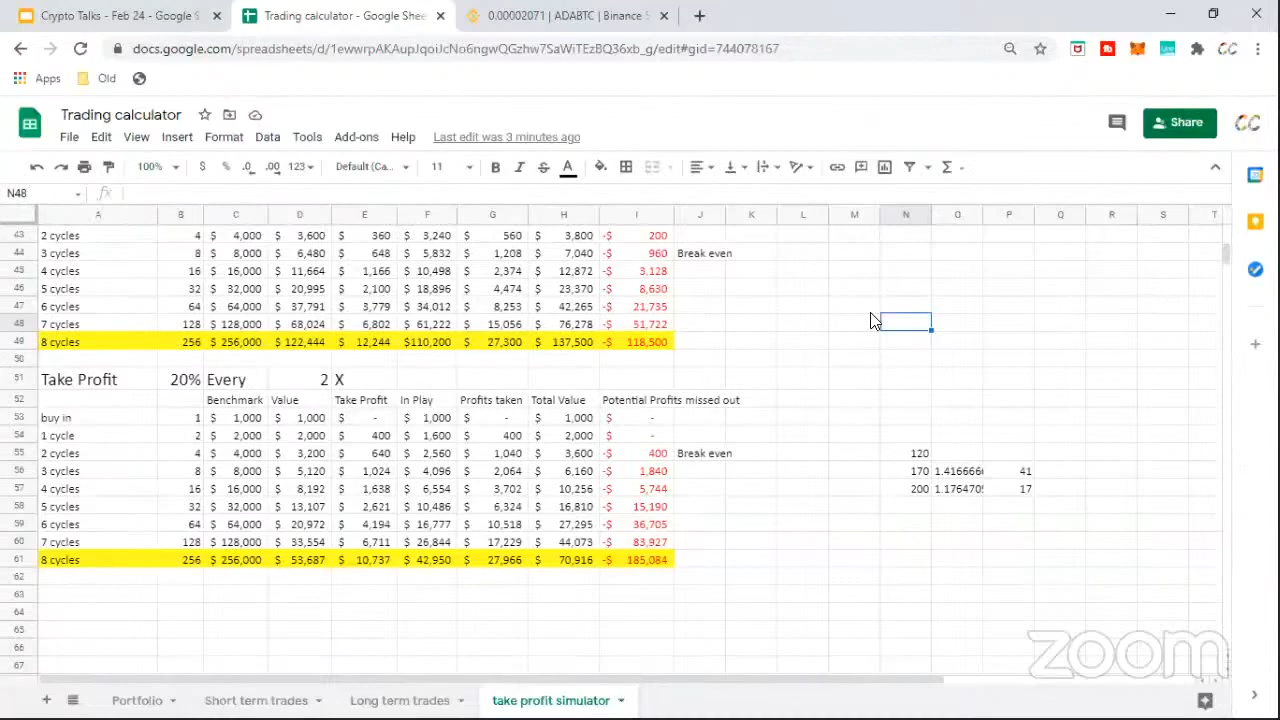 Crypto Talks - Feb 24 - Google S
Trading calculator - Google Shee
0.00002071 | ADABTC | Binance S
docs.google.com/spreadsheets/d/1ewwrpAKAupJqoiJcNo6ngwQGzhw7SaWiTEzBQ36xb_g/edit#gid=744078167
Apps Old
Trading calculator
File Edit View Insert Format Data Tools Add-ons Help Last edit was 3 minutes ago
Share
100% $ % .0 .00 123 Default (Ca... 11 B I S A
N48 fx
A B C D E F G H I J K L M N O P Q R S T
43 2 cycles 4 $ 4,000 $ 3,600 $ 360 $ 3,240 $ 560 $ 3,800 -$ 200
44 3 cycles 8 $ 8,000 $ 6,480 $ 648 $ 5,832 $ 1,208 $ 7,040 -$ 960 Break even
45 4 cycles 16 $ 16,000 $ 11,664 $ 1,166 $ 10,498 $ 2,374 $ 12,872 -$ 3,128
46 5 cycles 32 $ 32,000 $ 20,995 $ 2,100 $ 18,896 $ 4,474 $ 23,370 -$ 8,630
47 6 cycles 64 $ 64,000 $ 37,791 $ 3,779 $ 34,012 $ 8,253 $ 42,265 -$ 21,735
48 7 cycles 128 $ 128,000 $ 68,024 $ 6,802 $ 61,222 $ 15,056 $ 76,278 -$ 51,722
49 8 cycles 256 $ 256,000 $ 122,444 $ 12,244 $110,200 $ 27,300 $ 137,500 -$ 118,500
50
51 Take Profit 20% Every 2 X
52 Benchmark Value Take Profit In Play Profits taken Total Value Potential Profits missed out
53 buy in 1 $ 1,000 $ 1,000 $ - $ 1,000 $ - $ 1,000 $ -
54 1 cycle 2 $ 2,000 $ 2,000 $ 400 $ 1,600 $ 400 $ 2,000 $ -
55 2 cycles 4 $ 4,000 $ 3,200 $ 640 $ 2,560 $ 1,040 $ 3,600 -$ 400 Break even 120
56 3 cycles 8 $ 8,000 $ 5,120 $ 1,024 $ 4,096 $ 2,064 $ 6,160 -$ 1,840 170 1.416666 41
57 4 cycles 16 $ 16,000 $ 8,192 $ 1,638 $ 6,554 $ 3,702 $ 10,256 -$ 5,744 200 1.176470 17
58 5 cycles 32 $ 32,000 $ 13,107 $ 2,621 $ 10,486 $ 6,324 $ 16,810 -$ 15,190
59 6 cycles 64 $ 64,000 $ 20,972 $ 4,194 $ 16,777 $ 10,518 $ 27,295 -$ 36,705
60 7 cycles 128 $ 128,000 $ 33,554 $ 6,711 $ 26,844 $ 17,229 $ 44,073 -$ 83,927
61 8 cycles 256 $ 256,000 $ 53,687 $ 10,737 $ 42,950 $ 27,966 $ 70,916 -$ 185,084
62
63
64
65
66
67
zoom
Portfolio Short term trades Long term trades take profit simulator